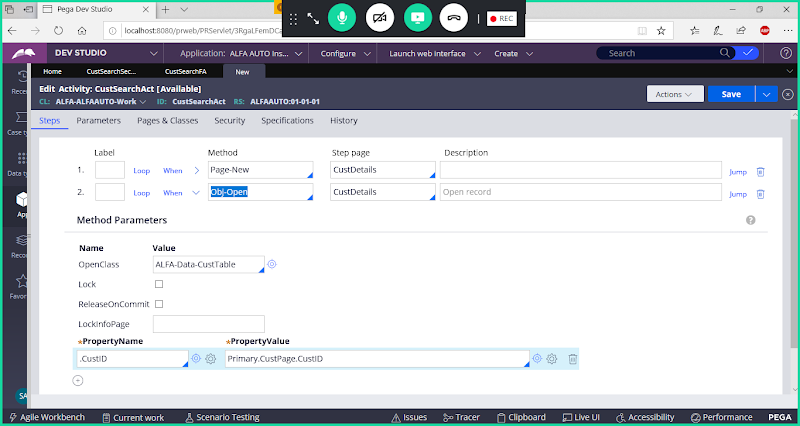 Pega Dev Studio
REC
localhost:8080/prweb/PRServlet/3RgaLFemDCa
DEV STUDIO
Application: ALFA AUTO Ins...
Configure
Launch web interface
Create
Search
Home
CustSearchSec...
CustSearchFA
New
Edit Activity: CustSearchAct [Available]
CL: ALFA-ALFAAUTO-Work ID: CustSearchAct RS: ALFAAUTO:01-01-01
Actions
Save
Recen
Case ty
Data ty
App
Recor
Favor
SA
Steps
Parameters
Pages & Classes
Security
Specifications
History
Label Method Step page Description
1. Loop When Page-New CustDetails Jump
2. Loop When Obj-Open CustDetails Open record Jump
Method Parameters
?
Name Value
OpenClass ALFA-Data-CustTable
Lock
ReleaseOnCommit
LockInfoPage
*PropertyName *PropertyValue
.CustID Primary.CustPage.CustID
Agile Workbench
Current work
Scenario Testing
Issues
Tracer
Clipboard
Live UI
Accessibility
Performance
PEGA